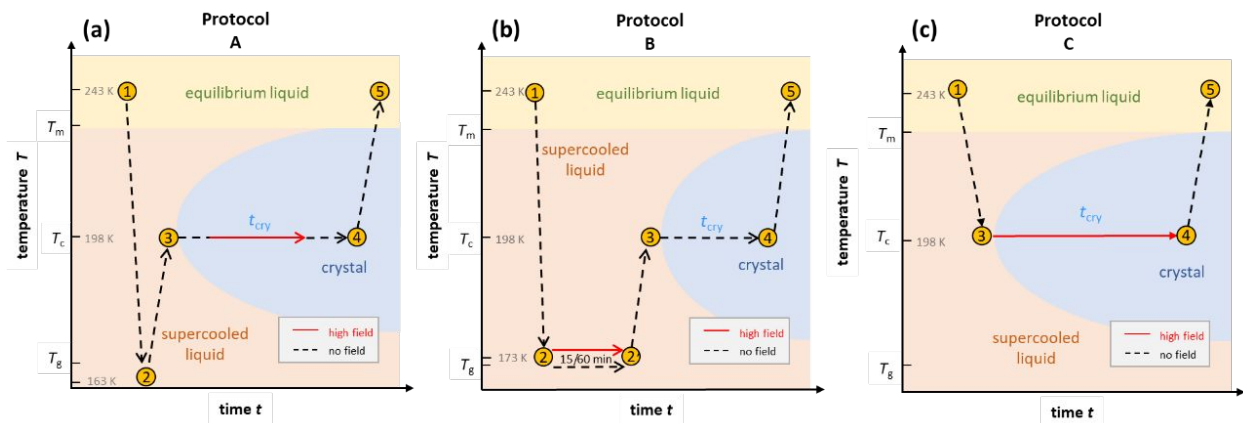 (a)
Protocol
A
temperature T
243 K
Tm
Tc
198 K
Tg
163 K
1
2
3
4
5
equilibrium liquid
tcry
crystal
supercooled
liquid
high field
no field
time t
(b)
Protocol
B
temperature T
243 K
Tm
Tc
198 K
173 K
Tg
1
2
2'
3
4
5
equilibrium liquid
supercooled
liquid
tcry
crystal
15/60 min
high field
no field
time t
(c)
Protocol
C
temperature T
243 K
Tm
Tc
198 K
Tg
1
3
4
5
equilibrium liquid
tcry
crystal
supercooled
liquid
high field
no field
time t